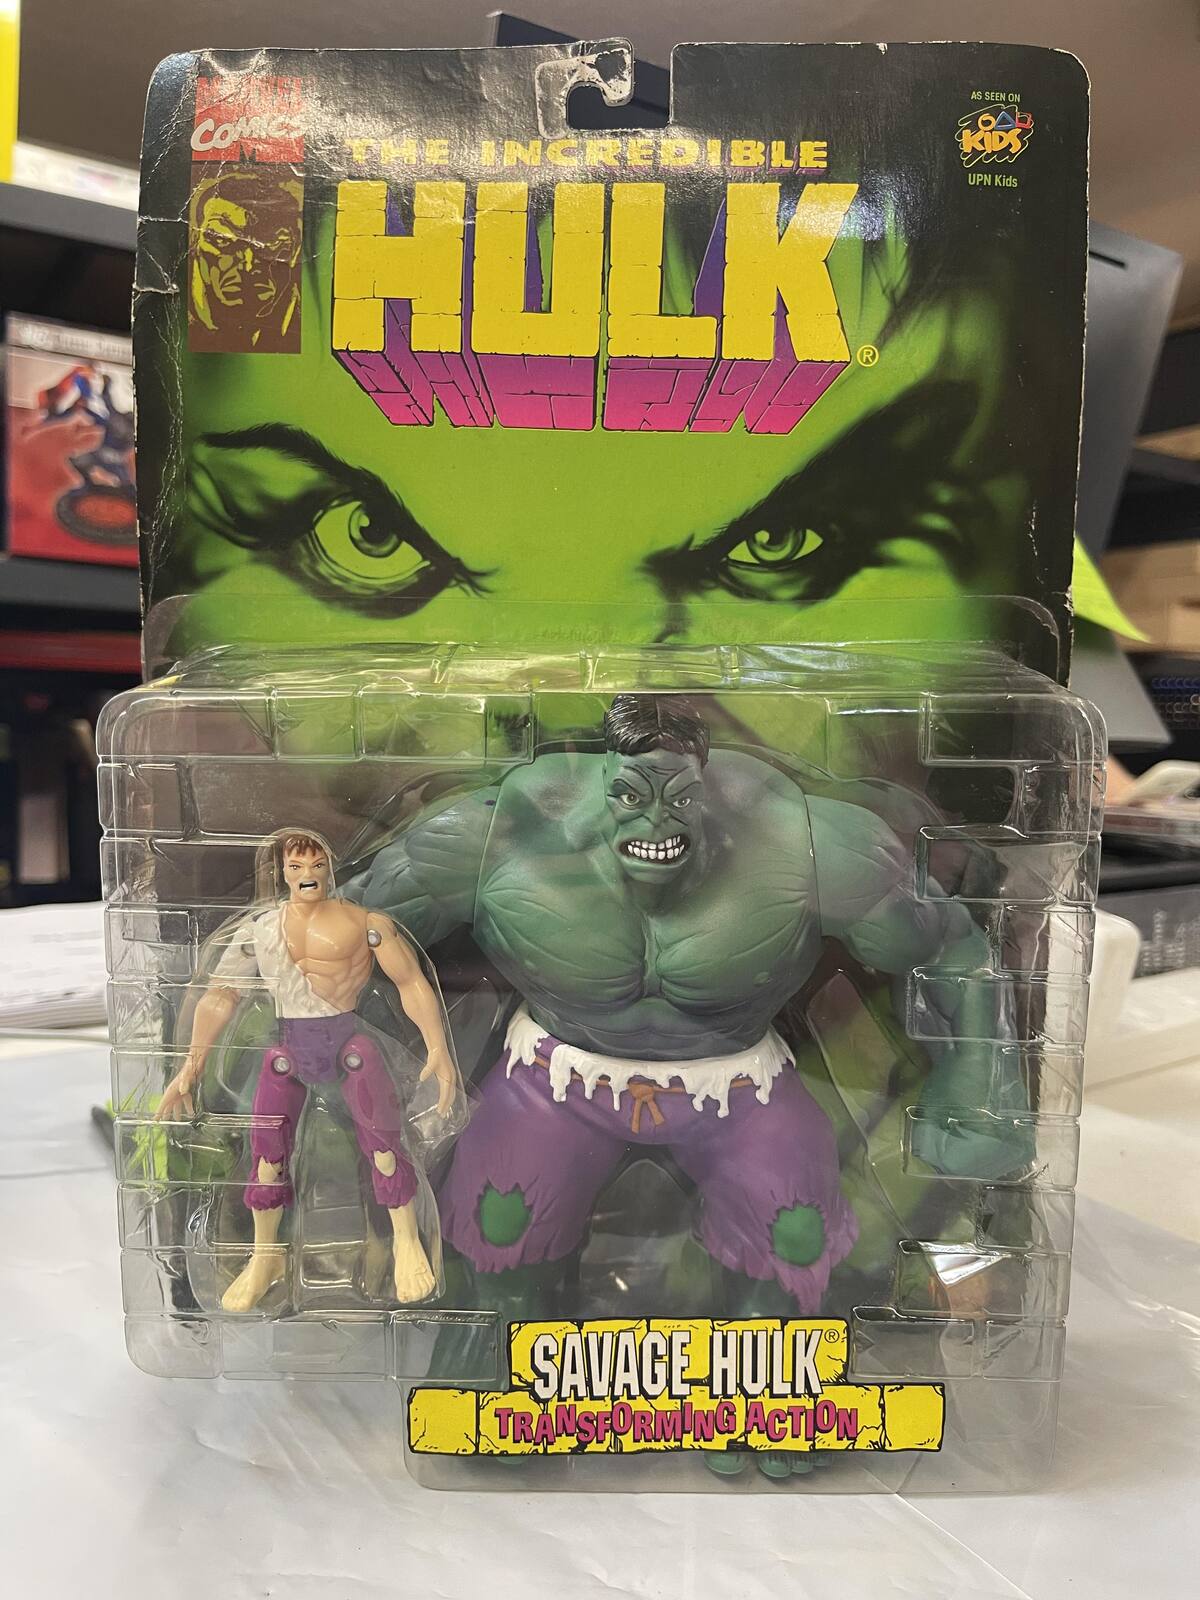 MARVEL
COMICS
THE INCREDIBLE
HULK®
AS SEEN ON
KIDS
UPN Kids
SAVAGE HULK®
TRANSFORMING ACTION